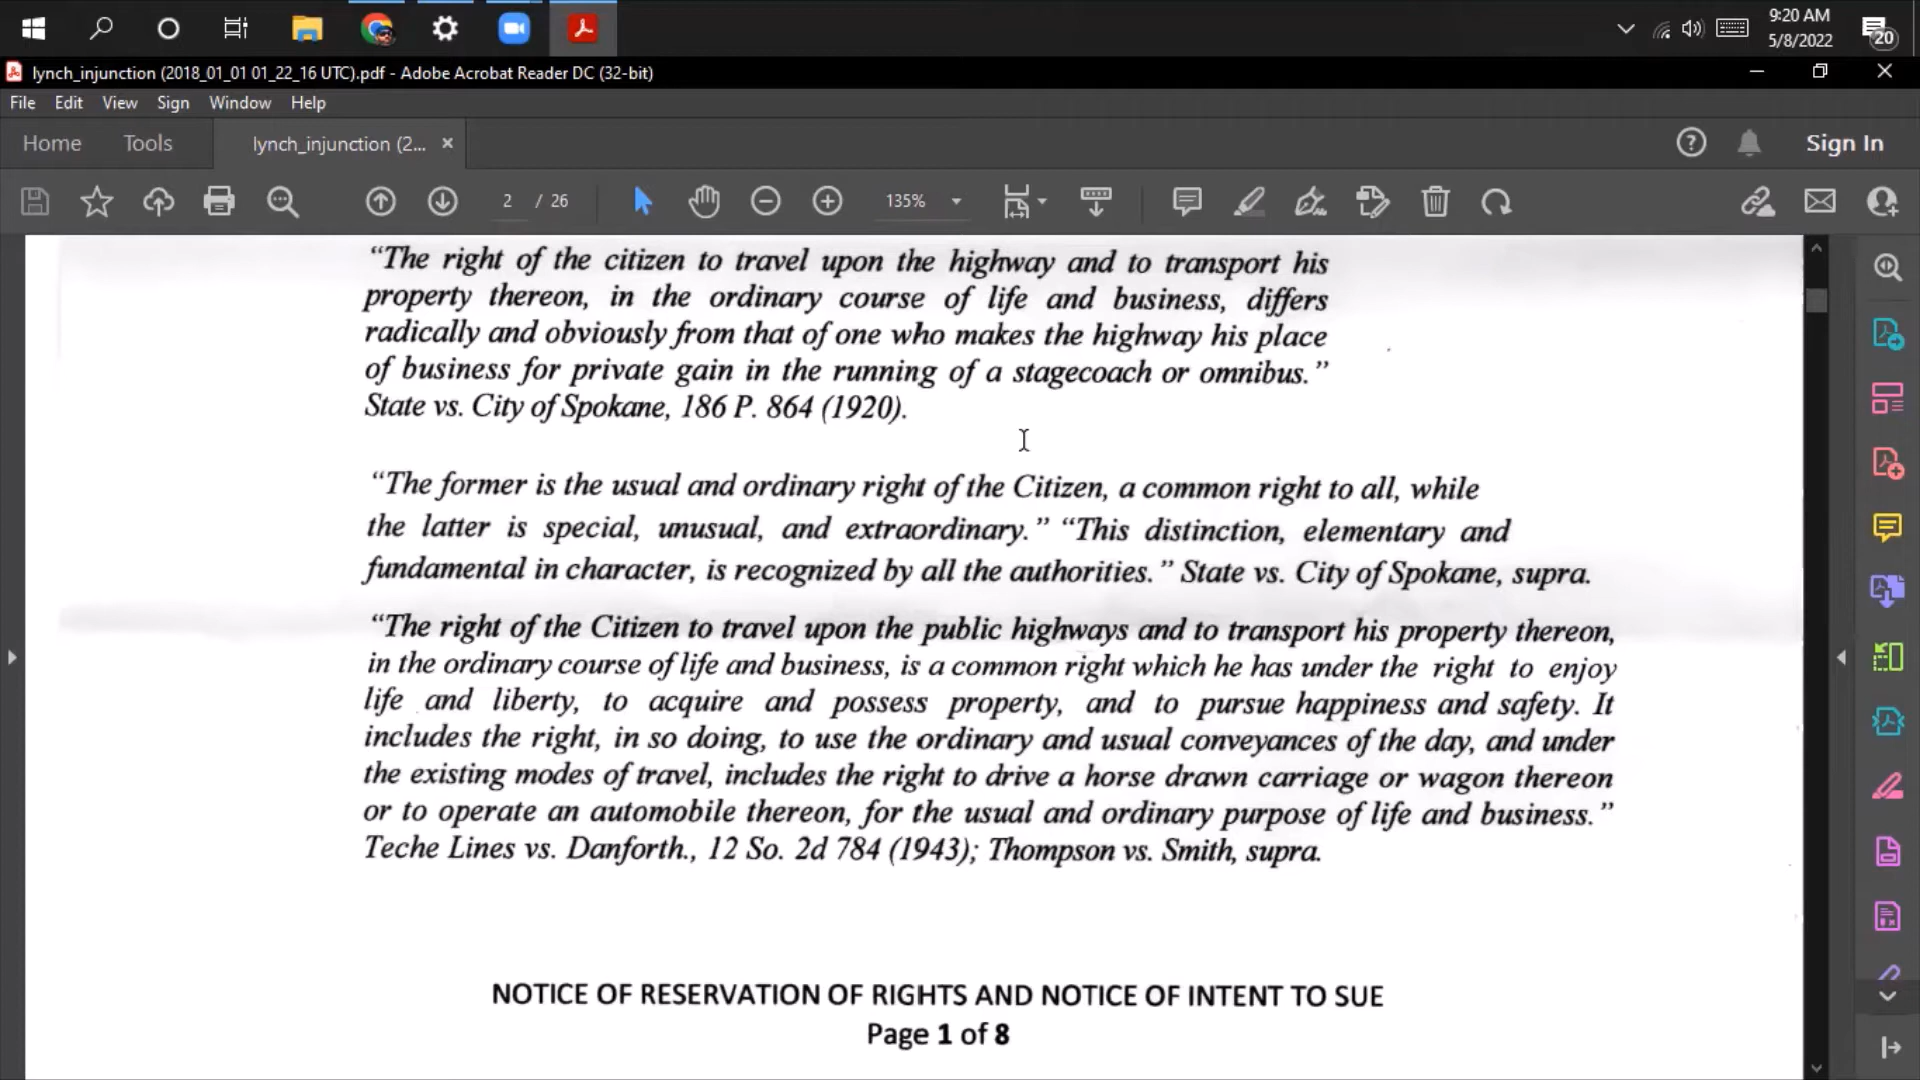 9:20 AM
5/8/2022
20
lynch_injunction (2018_01_01 01_22_16 UTC).pdf - Adobe Acrobat Reader DC (32-bit)
File Edit View Sign Window Help
Home Tools lynch_injunction (2... × Sign In
2 / 26 135%
“The right of the citizen to travel upon the highway and to transport his
property thereon, in the ordinary course of life and business, differs
radically and obviously from that of one who makes the highway his place
of business for private gain in the running of a stagecoach or omnibus.”
State vs. City of Spokane, 186 P. 864 (1920).
“The former is the usual and ordinary right of the Citizen, a common right to all, while
the latter is special, unusual, and extraordinary.” “This distinction, elementary and
fundamental in character, is recognized by all the authorities.” State vs. City of Spokane, supra.
“The right of the Citizen to travel upon the public highways and to transport his property thereon,
in the ordinary course of life and business, is a common right which he has under the right to enjoy
life and liberty, to acquire and possess property, and to pursue happiness and safety. It
includes the right, in so doing, to use the ordinary and usual conveyances of the day, and under
the existing modes of travel, includes the right to drive a horse drawn carriage or wagon thereon
or to operate an automobile thereon, for the usual and ordinary purpose of life and business.”
Teche Lines vs. Danforth., 12 So. 2d 784 (1943); Thompson vs. Smith, supra.
NOTICE OF RESERVATION OF RIGHTS AND NOTICE OF INTENT TO SUE
Page 1 of 8